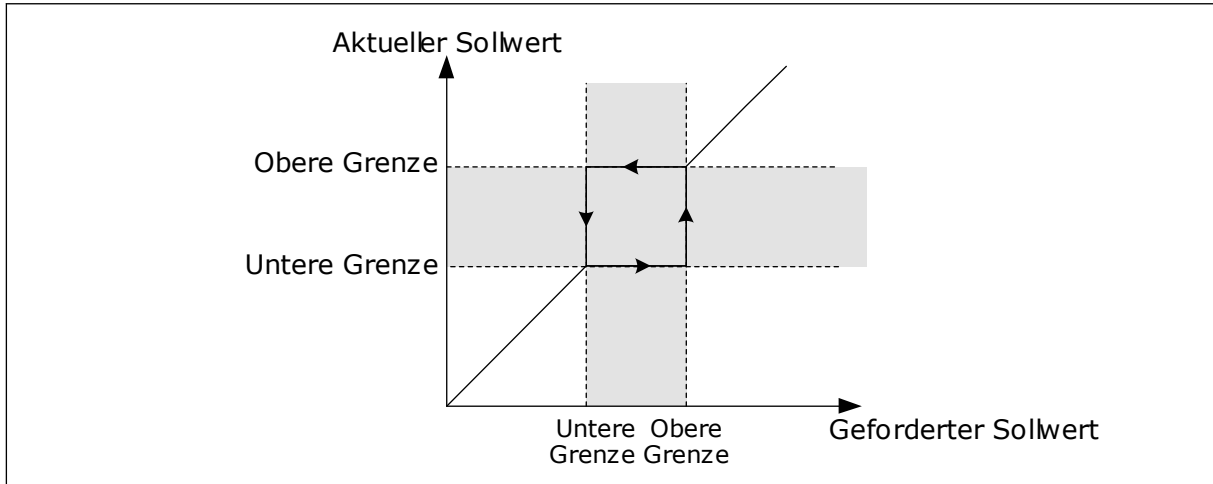 Aktueller Sollwert
Obere Grenze
Untere Grenze
Untere Obere
Grenze Grenze
Geforderter Sollwert